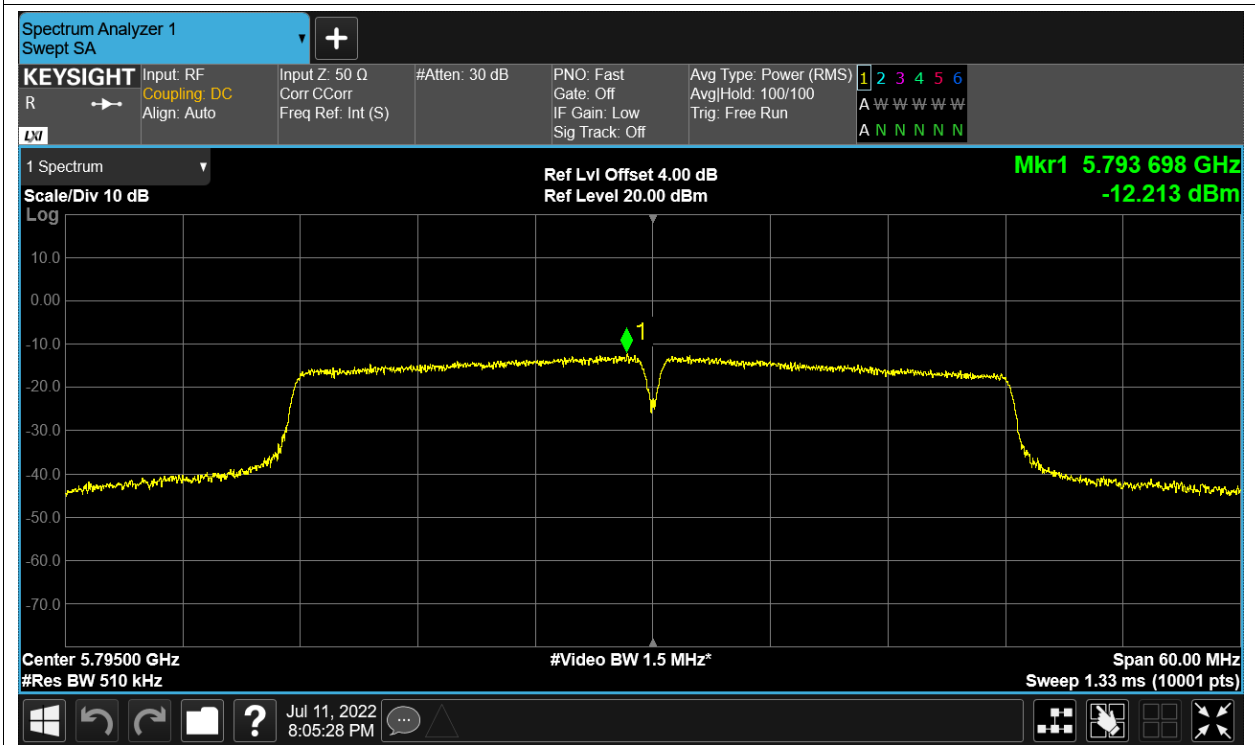 Spectrum Analyzer 1
Swept SA
KEYSIGHT
R
LXI
Input: RF
Coupling: DC
Align: Auto
Input Z: 50 Ω
Corr CCorr
Freq Ref: Int (S)
#Atten: 30 dB
PNO: Fast
Gate: Off
IF Gain: Low
Sig Track: Off
Avg Type: Power (RMS)
Avg|Hold: 100/100
Trig: Free Run
1 2 3 4 5 6
A W W W W W
A N N N N N
1 Spectrum
Scale/Div 10 dB
Log
Ref Lvl Offset 4.00 dB
Ref Level 20.00 dBm
Mkr1 5.793 698 GHz
-12.213 dBm
10.0
0.00
-10.0
-20.0
-30.0
-40.0
-50.0
-60.0
-70.0
1
Center 5.79500 GHz
#Res BW 510 kHz
#Video BW 1.5 MHz*
Span 60.00 MHz
Sweep 1.33 ms (10001 pts)
?
Jul 11, 2022
8:05:28 PM